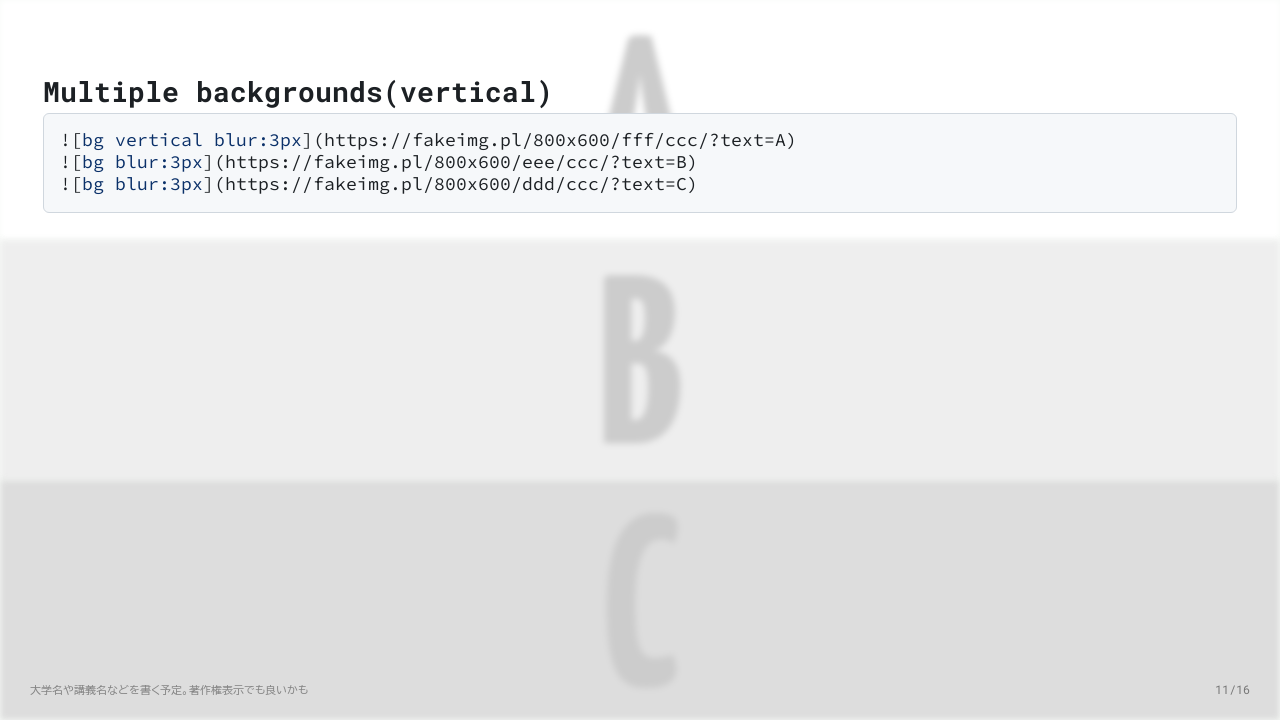 Multiple backgrounds(vertical)
![bg vertical blur:3px](https://fakeimg.pl/800x600/fff/ccc/?text=A)
![bg blur:3px](https://fakeimg.pl/800x600/eee/ccc/?text=B)
![bg blur:3px](https://fakeimg.pl/800x600/ddd/ccc/?text=C)
A
B
C
大学名や講義名などを書く予定。著作権表示でも良いかも
11/16